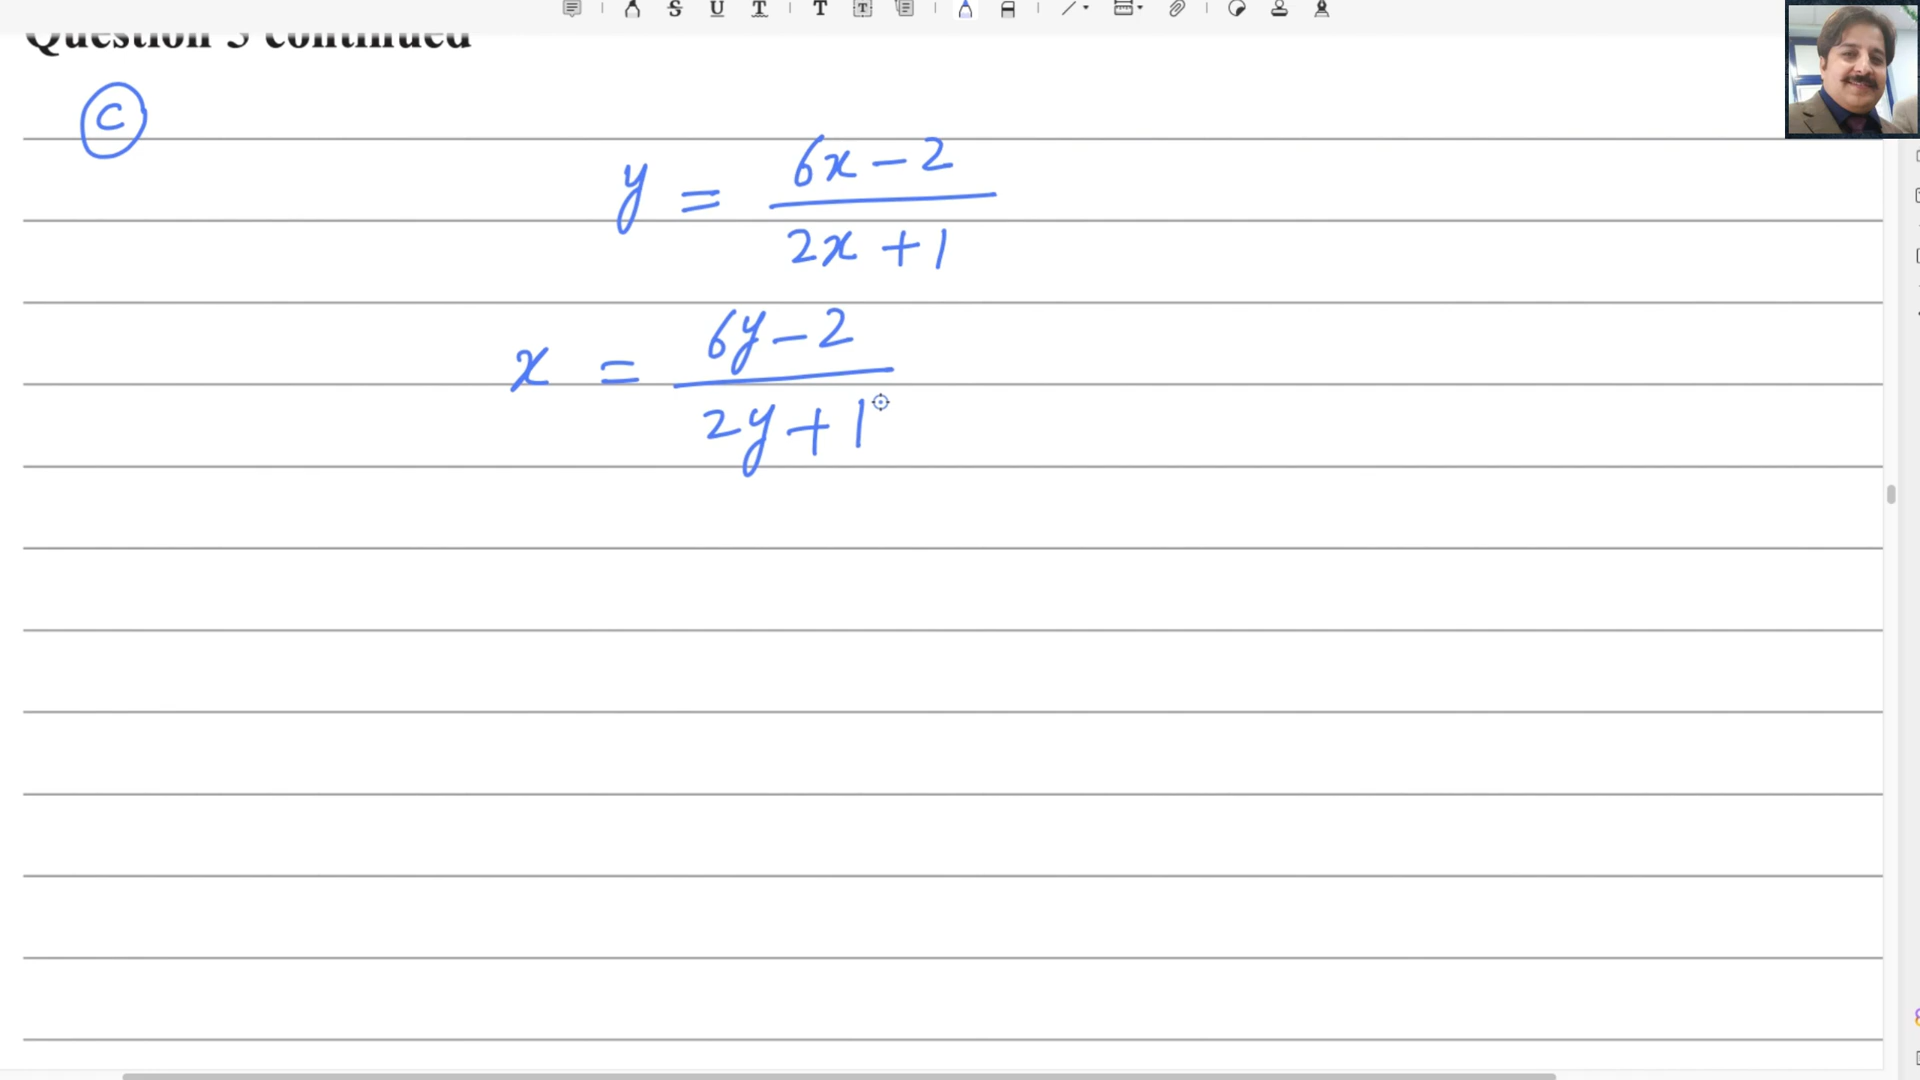 Question 3 continued
C
y = 6x - 2 / 2x + 1
x = 6y - 2 / 2y + 1